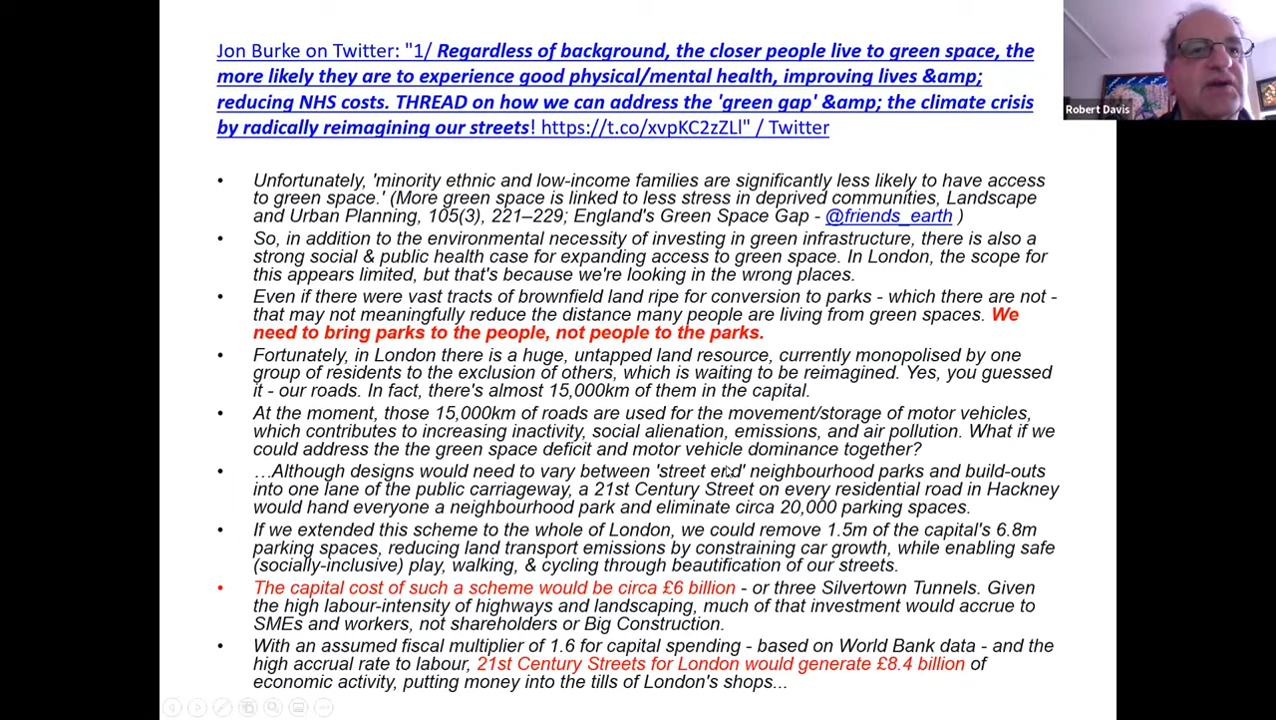 Jon Burke on Twitter: "1/ Regardless of background, the closer people live to green space, the
more likely they are to experience good physical/mental health, improving lives &amp;
reducing NHS costs. THREAD on how we can address the 'green gap' &amp; the climate crisis
by radically reimagining our streets! https://t.co/xvpKC2zZLl" / Twitter
Robert Davis
• Unfortunately, 'minority ethnic and low-income families are significantly less likely to have access
to green space.' (More green space is linked to less stress in deprived communities, Landscape
and Urban Planning, 105(3), 221–229; England's Green Space Gap - @friends_earth )
• So, in addition to the environmental necessity of investing in green infrastructure, there is also a
strong social & public health case for expanding access to green space. In London, the scope for
this appears limited, but that's because we're looking in the wrong places.
• Even if there were vast tracts of brownfield land ripe for conversion to parks - which there are not -
that may not meaningfully reduce the distance many people are living from green spaces. We
need to bring parks to the people, not people to the parks.
• Fortunately, in London there is a huge, untapped land resource, currently monopolised by one
group of residents to the exclusion of others, which is waiting to be reimagined. Yes, you guessed
it - our roads. In fact, there's almost 15,000km of them in the capital.
• At the moment, those 15,000km of roads are used for the movement/storage of motor vehicles,
which contributes to increasing inactivity, social alienation, emissions, and air pollution. What if we
could address the the green space deficit and motor vehicle dominance together?
• …Although designs would need to vary between 'street end' neighbourhood parks and build-outs
into one lane of the public carriageway, a 21st Century Street on every residential road in Hackney
would hand everyone a neighbourhood park and eliminate circa 20,000 parking spaces.
• If we extended this scheme to the whole of London, we could remove 1.5m of the capital's 6.8m
parking spaces, reducing land transport emissions by constraining car growth, while enabling safe
(socially-inclusive) play, walking, & cycling through beautification of our streets.
• The capital cost of such a scheme would be circa £6 billion - or three Silvertown Tunnels. Given
the high labour-intensity of highways and landscaping, much of that investment would accrue to
SMEs and workers, not shareholders or Big Construction.
• With an assumed fiscal multiplier of 1.6 for capital spending - based on World Bank data - and the
high accrual rate to labour, 21st Century Streets for London would generate £8.4 billion of
economic activity, putting money into the tills of London's shops...